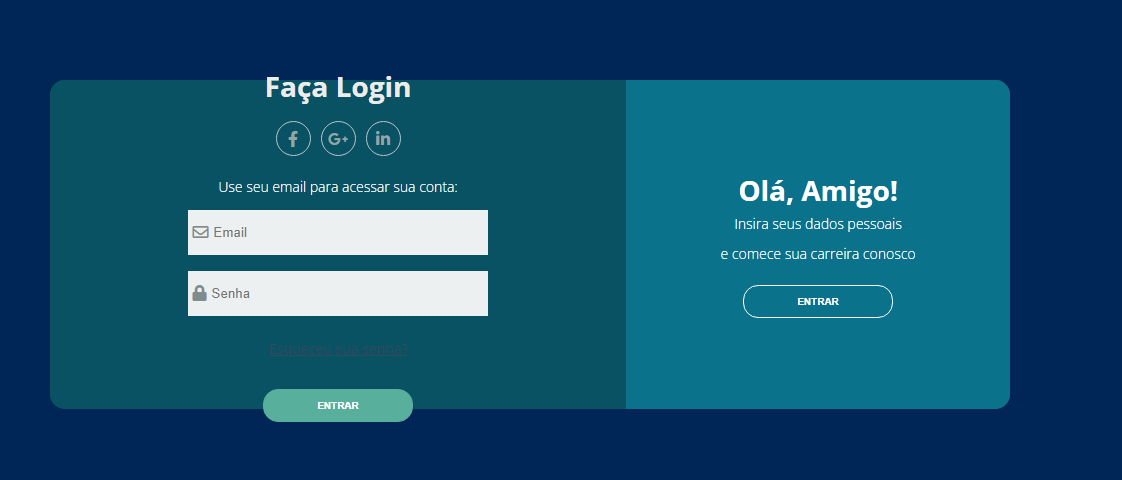 Faça Login
Use seu email para acessar sua conta:
Email
Senha
Esqueceu sua senha?
ENTRAR
Olá, Amigo!
Insira seus dados pessoais
e comece sua carreira conosco
ENTRAR